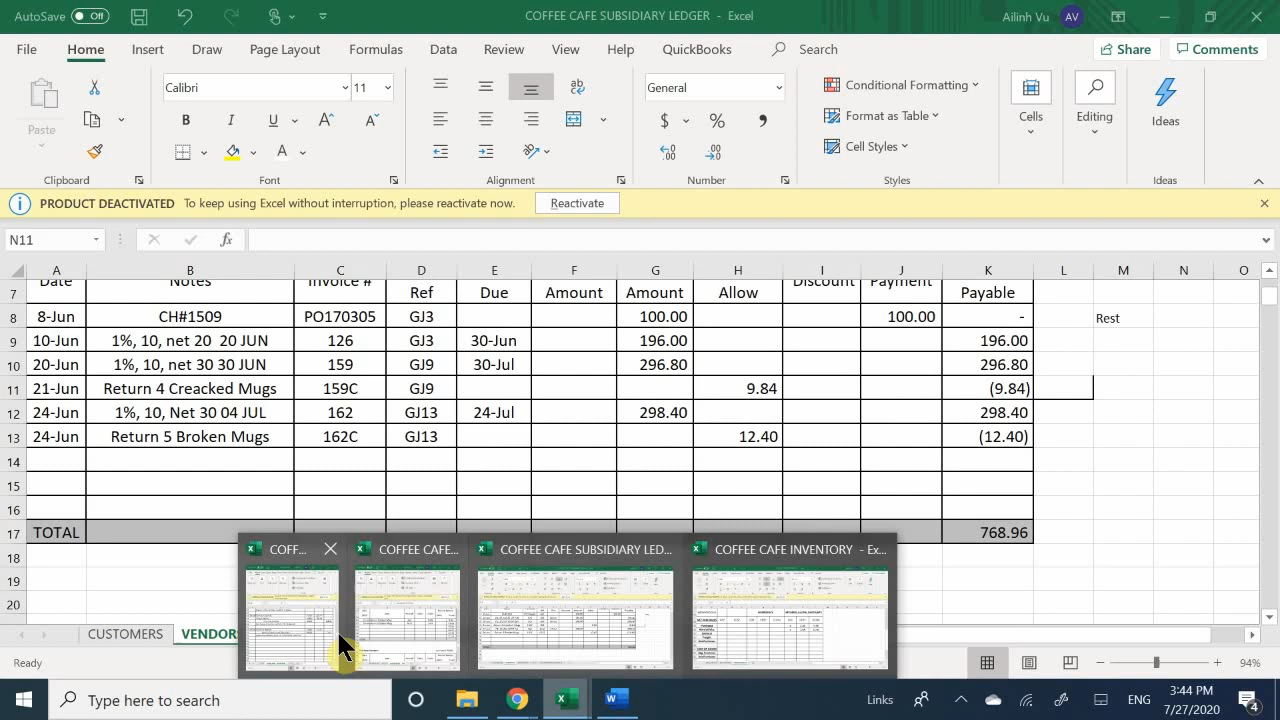 AutoSave Off COFFEE CAFE SUBSIDIARY LEDGER - Excel Ailinh Vu AV
File Home Insert Draw Page Layout Formulas Data Review View Help QuickBooks Search Share Comments
Calibri 11 ab General $ % , Conditional Formatting
Format as Table
Cell Styles
Paste B I U A A A Cells Editing Ideas
Clipboard Font Alignment Number Styles Ideas
PRODUCT DEACTIVATED To keep using Excel without interruption, please reactivate now. Reactivate
N11 fx
A B C D E F G H I J K L M N O
7 Date Notes Invoice # Ref Due Amount Amount Allow Discount Payment Payable
8 8-Jun CH#1509 PO170305 GJ3 100.00 100.00 - Rest
9 10-Jun 1%, 10, net 20 20 JUN 126 GJ3 30-Jun 196.00 196.00
10 20-Jun 1%, 10, net 30 30 JUN 159 GJ9 30-Jul 296.80 296.80
11 21-Jun Return 4 Creacked Mugs 159C GJ9 9.84 (9.84)
12 24-Jun 1%, 10, Net 30 04 JUL 162 GJ13 24-Jul 298.40 298.40
13 24-Jun Return 5 Broken Mugs 162C GJ13 12.40 (12.40)
14
15
16
17 TOTAL 768.96
18
19
20
COFF... COFFEE CAFE... COFFEE CAFE SUBSIDIARY LED... COFFEE CAFE INVENTORY - Ex...
CUSTOMERS VENDOR
Ready 94%
Type here to search Links ENG 3:44 PM
7/27/2020 4